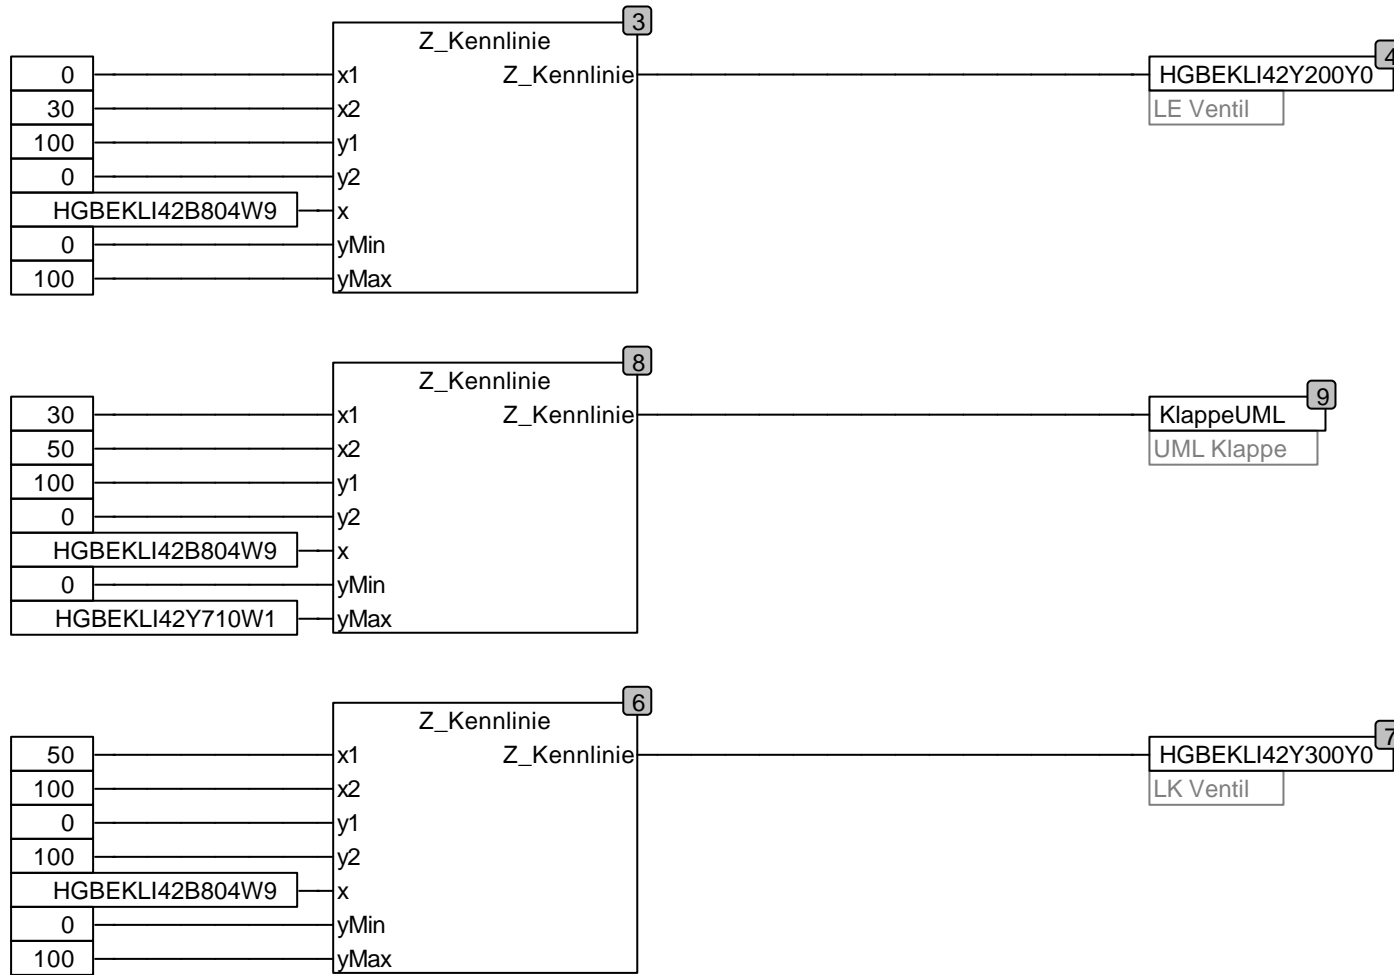 3
Z_Kennlinie
4
0 x1 Z_Kennlinie HGBEKLI42Y200Y0
30 x2 LE Ventil
100 y1
0 y2
HGBEKLI42B804W9 x
0 yMin
100 yMax
8
Z_Kennlinie
9
30 x1 Z_Kennlinie KlappeUML
50 x2 UML Klappe
100 y1
0 y2
HGBEKLI42B804W9 x
0 yMin
HGBEKLI42Y710W1 yMax
6
Z_Kennlinie
7
50 x1 Z_Kennlinie HGBEKLI42Y300Y0
100 x2 LK Ventil
0 y1
100 y2
HGBEKLI42B804W9 x
0 yMin
100 yMax